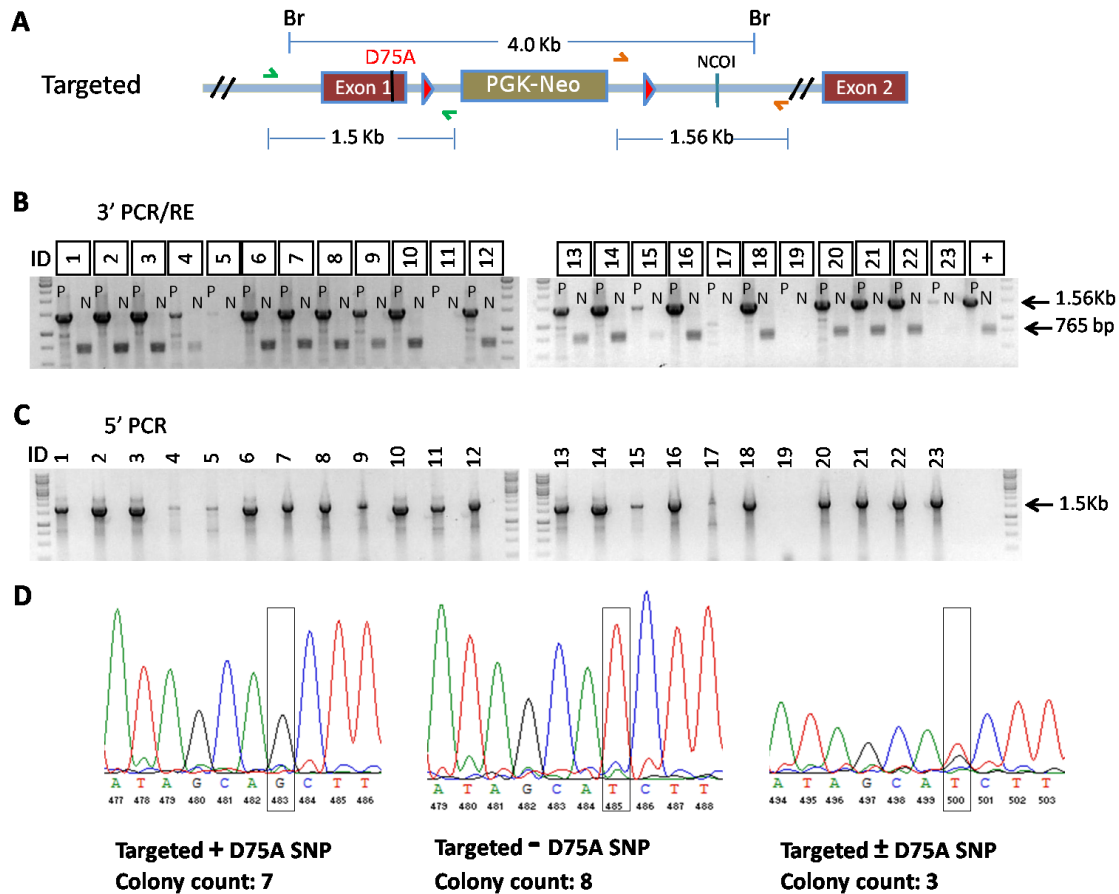 A
Br
Br
4.0 Kb
D75A
NCOI
Targeted
Exon 1
PGK-Neo
Exon 2
1.5 Kb
1.56 Kb
B
3' PCR/RE
ID 1 2 3 4 5 6 7 8 9 10 11 12 13 14 15 16 17 18 19 20 21 22 23 +
P N P N P N P N P N P N P N P N P N P N P N P N P N P N P N P N P N P N P N P N P N P N P N P N
1.56Kb
765 bp
C
5' PCR
ID 1 2 3 4 5 6 7 8 9 10 11 12 13 14 15 16 17 18 19 20 21 22 23
1.5Kb
D
A T A G C A G C T T
477 478 479 480 481 482 483 484 485 486
A T A G C A T C T T
479 480 481 482 483 484 485 486 487 488
A T A G C A T C T T
494 495 496 497 498 499 500 501 502 503
Targeted + D75A SNP
Colony count: 7
Targeted - D75A SNP
Colony count: 8
Targeted ± D75A SNP
Colony count: 3